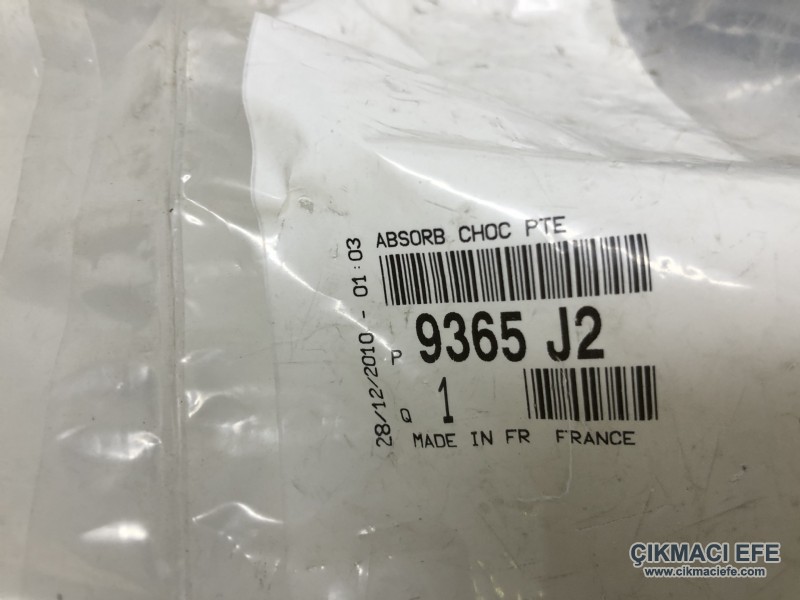 ABSORB CHOC PTE
28/12/2010 - 01:03
P 9365 J2
Q 1
MADE IN FR FRANCE
ÇIKMACI EFE
www.cikmaciefe.com